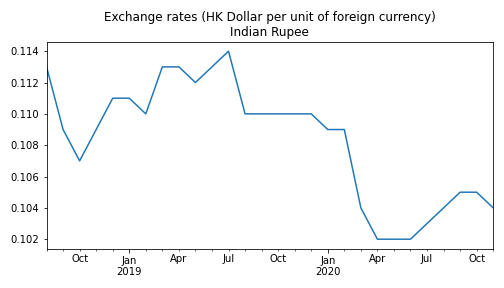 Exchange rates (HK Dollar per unit of foreign currency)
Indian Rupee
0.114
0.112
0.110
0.108
0.106
0.104
0.102
Oct Jan Apr Jul Oct Jan Apr Jul Oct
2019 2020